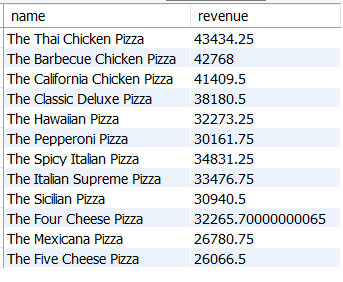 name revenue
The Thai Chicken Pizza 43434.25
The Barbecue Chicken Pizza 42768
The California Chicken Pizza 41409.5
The Classic Deluxe Pizza 38180.5
The Hawaiian Pizza 32273.25
The Pepperoni Pizza 30161.75
The Spicy Italian Pizza 34831.25
The Italian Supreme Pizza 33476.75
The Sicilian Pizza 30940.5
The Four Cheese Pizza 32265.70000000065
The Mexicana Pizza 26780.75
The Five Cheese Pizza 26066.5